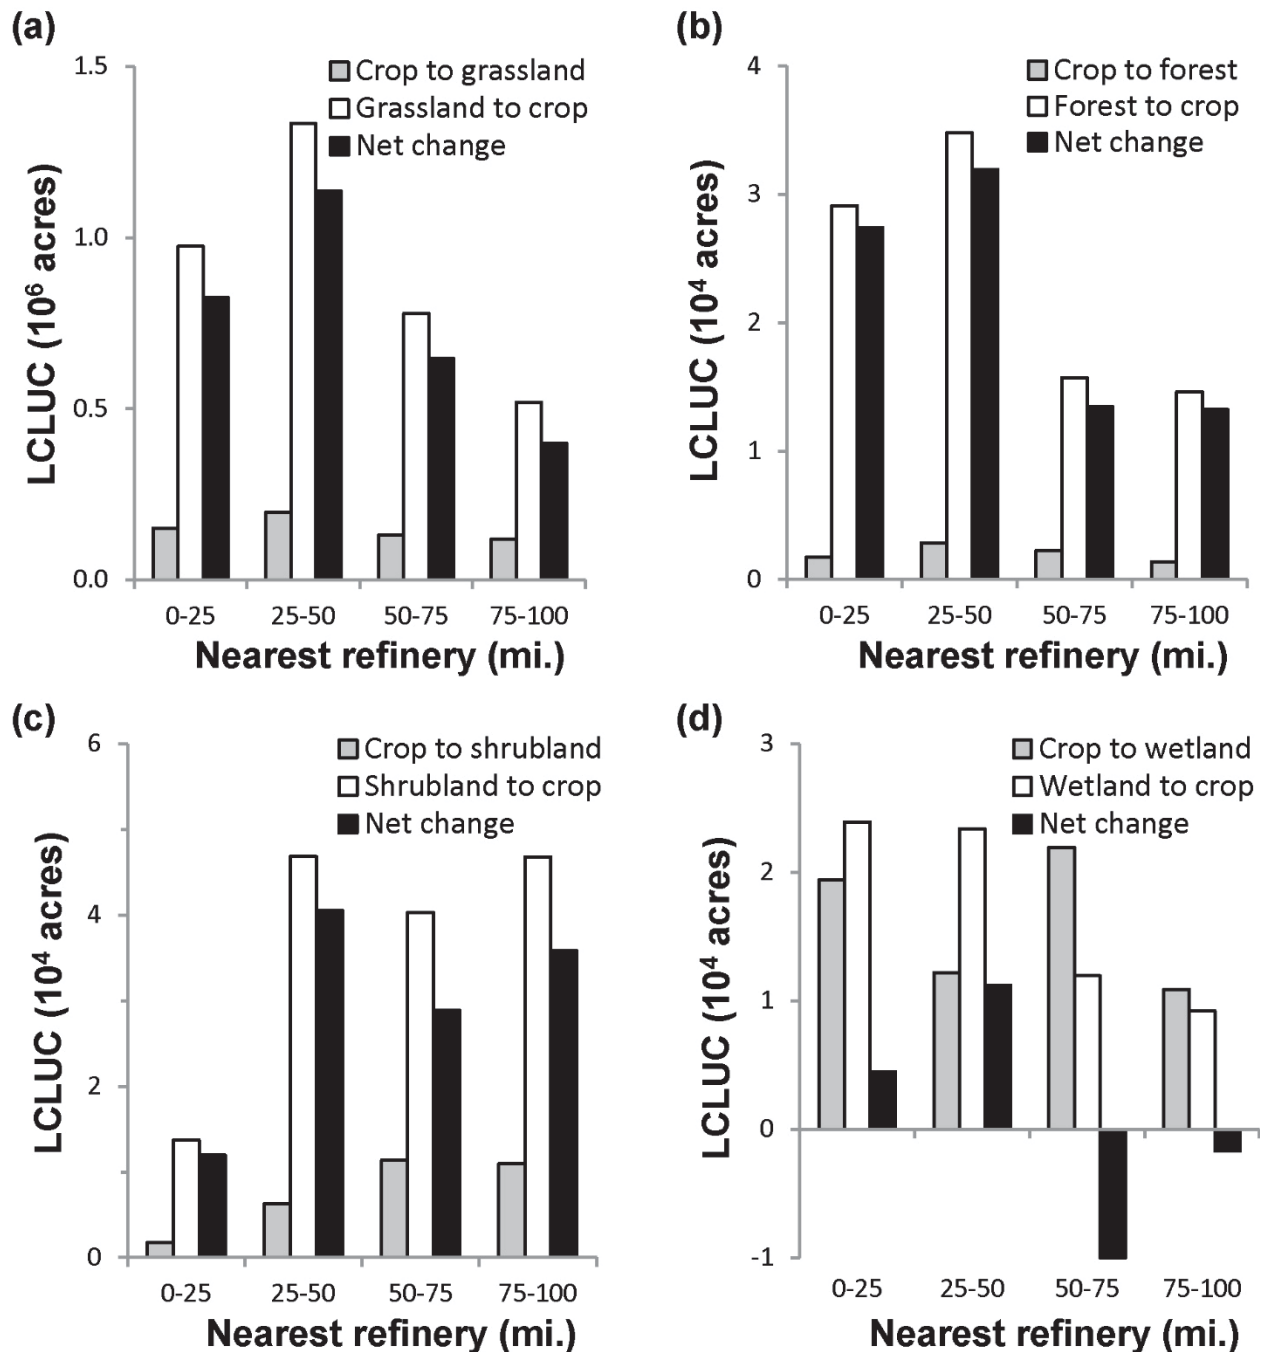 (a)
1.5
1.0
0.5
0.0
LCLUC (10⁶ acres)
Crop to grassland
Grassland to crop
Net change
0-25 25-50 50-75 75-100
Nearest refinery (mi.)
(b)
4
3
2
1
0
LCLUC (10⁴ acres)
Crop to forest
Forest to crop
Net change
0-25 25-50 50-75 75-100
Nearest refinery (mi.)
(c)
6
4
2
0
LCLUC (10⁴ acres)
Crop to shrubland
Shrubland to crop
Net change
0-25 25-50 50-75 75-100
Nearest refinery (mi.)
(d)
3
2
1
0
-1
LCLUC (10⁴ acres)
Crop to wetland
Wetland to crop
Net change
0-25 25-50 50-75 75-100
Nearest refinery (mi.)